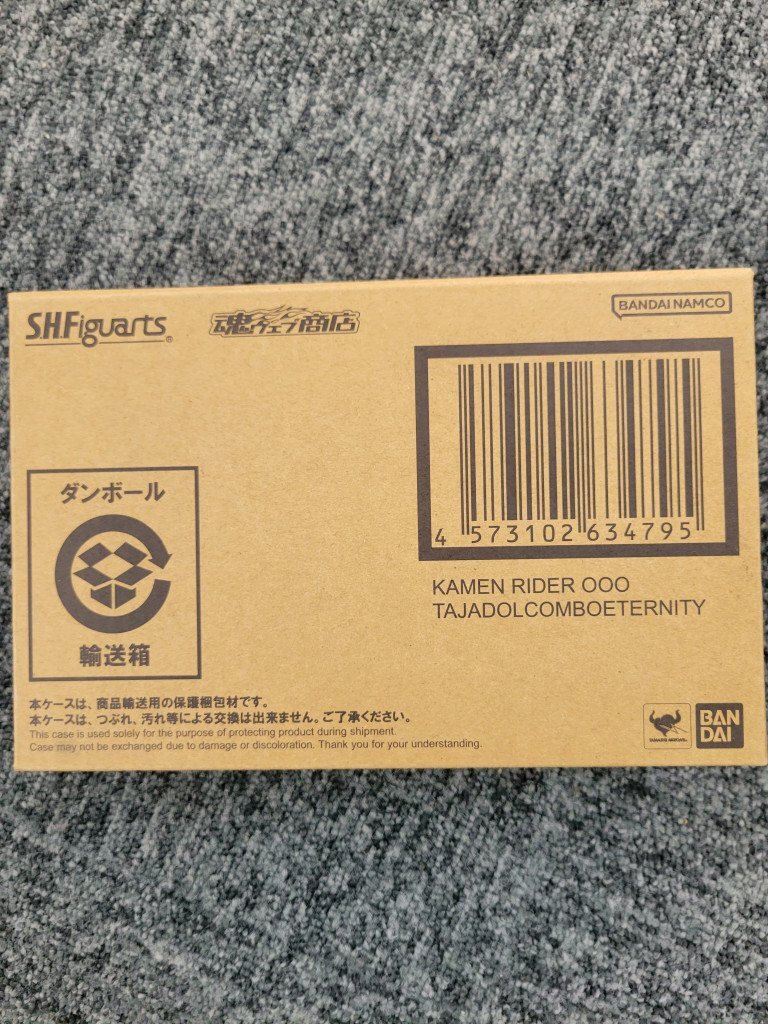 S.H.Figuarts®
魂ウェブ商店
BANDAI NAMCO
4 573102 634795
KAMEN RIDER OOO
TAJADOLCOMBOETERNITY
ダンボール
輸送箱
本ケースは、商品輸送用の保護梱包材です。
本ケースは、つぶれ、汚れ等による交換は出来ません。ご了承ください。
This case is used solely for the purpose of protecting product during shipment.
Case may not be exchanged due to damage or discoloration. Thank you for your understanding.
TAMASHII NATIONS
BAN
DAI